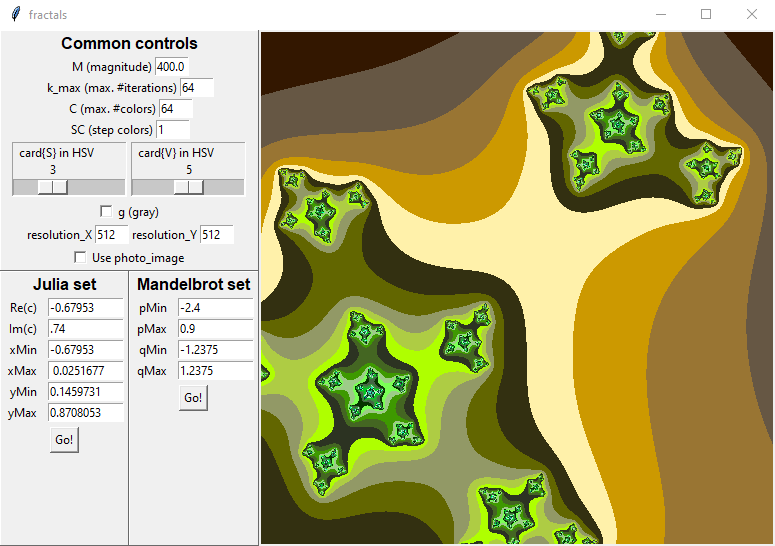 fractals
Common controls
M (magnitude) 400.0
k_max (max. #iterations) 64
C (max. #colors) 64
SC (step colors) 1
card{S} in HSV card{V} in HSV
3 5
g (gray)
resolution_X 512 resolution_Y 512
Use photo_image
Julia set Mandelbrot set
Re(c) -0.67953 pMin -2.4
Im(c) .74 pMax 0.9
xMin -0.67953 qMin -1.2375
xMax 0.0251677 qMax 1.2375
yMin 0.1459731 Go!
yMax 0.8708053
Go!